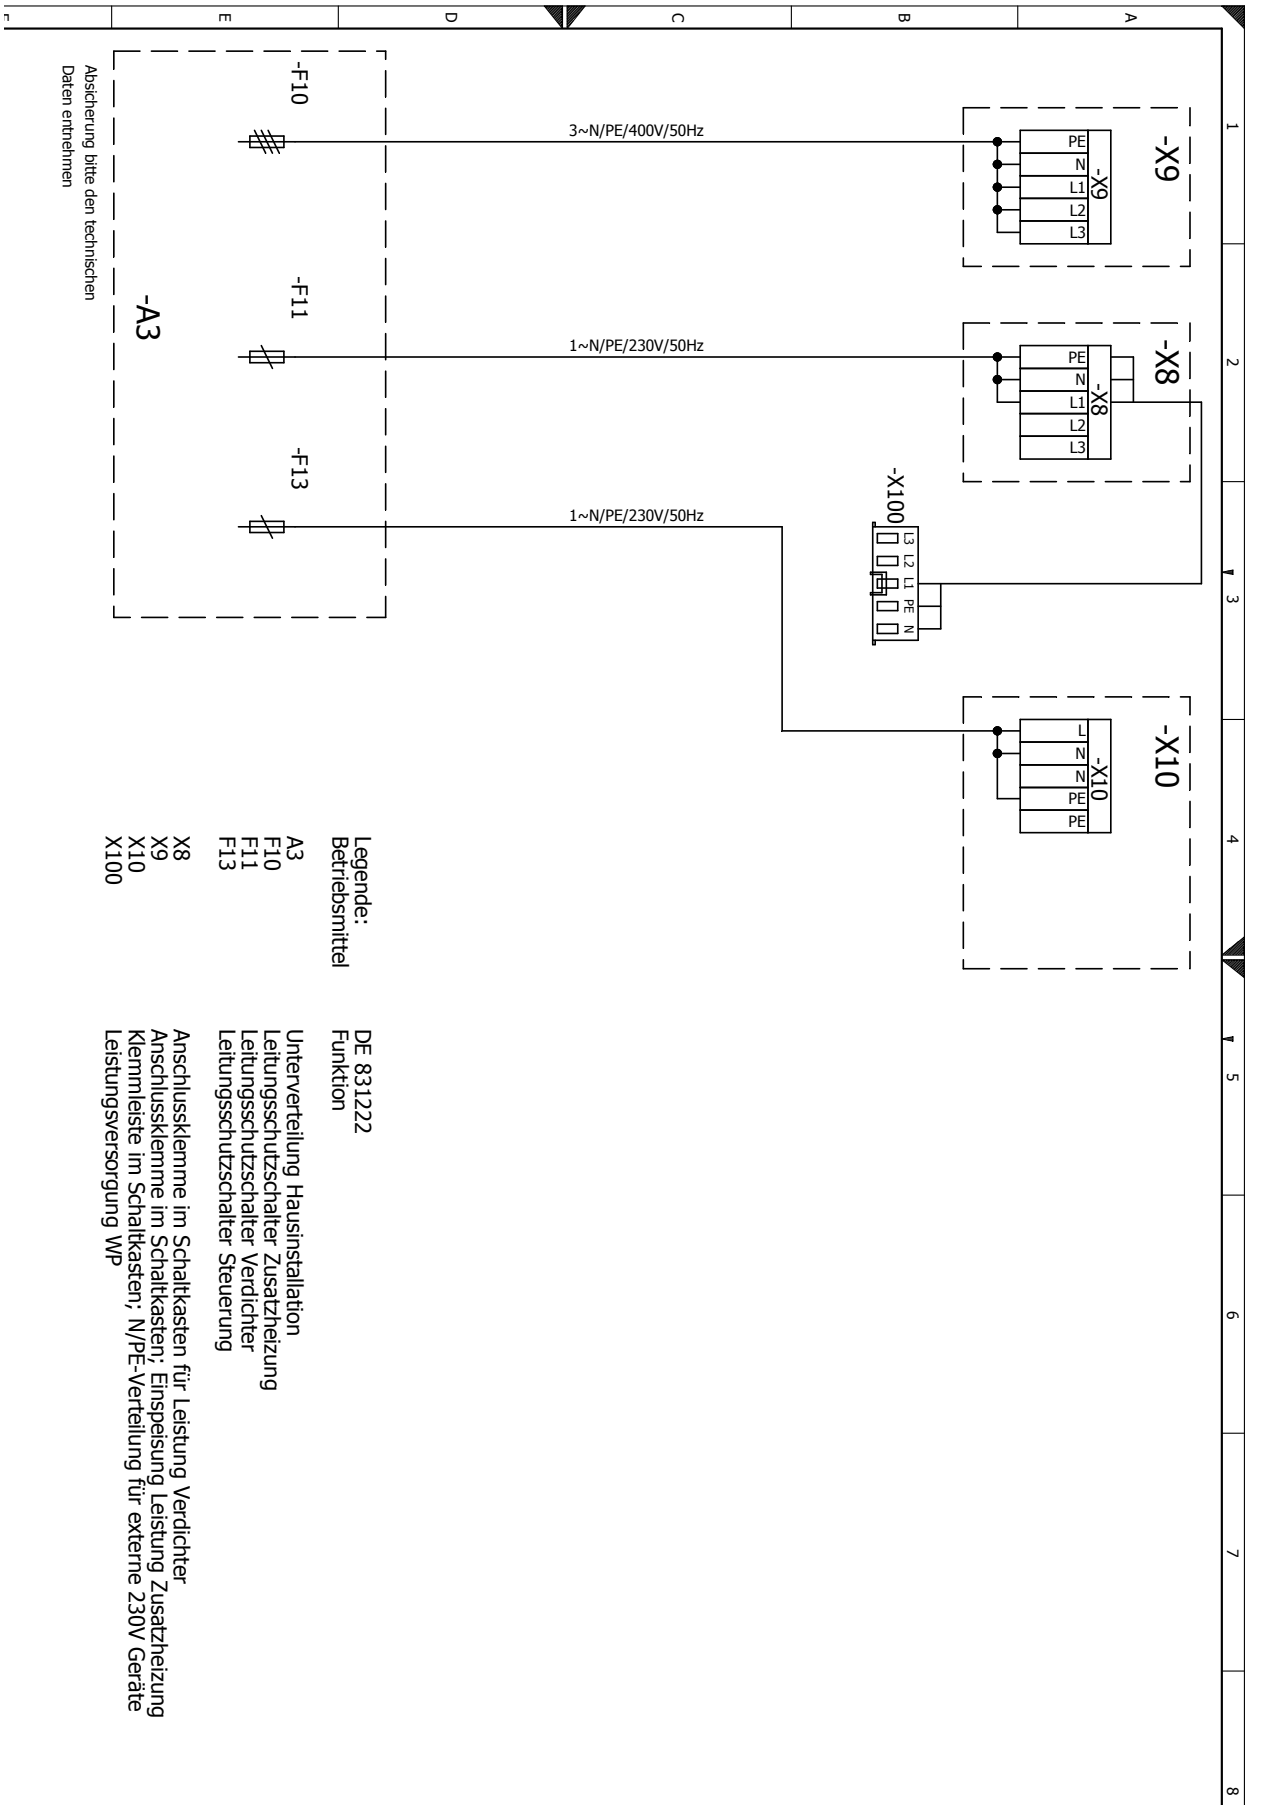 1
2
3
4
5
6
7
8
A
B
C
D
E
-X9
-X9
PE
N
L1
L2
L3
-X8
-X8
PE
N
L1
L2
L3
-X10
-X10
L
N
N
PE
PE
-X100
L3
L2
L1
PE
N
3~N/PE/400V/50Hz
1~N/PE/230V/50Hz
1~N/PE/230V/50Hz
-F10
-F11
-F13
-A3
Absicherung bitte den technischen
Daten entnehmen
Legende: DE 831222
Betriebsmittel Funktion
A3 Unterverteilung Hausinstallation
F10 Leitungsschutzschalter Zusatzheizung
F11 Leitungsschutzschalter Verdichter
F13 Leitungsschutzschalter Steuerung
X8 Anschlussklemme im Schaltkasten für Leistung Verdichter
X9 Anschlussklemme im Schaltkasten; Einspeisung Leistung Zusatzheizung
X10 Klemmleiste im Schaltkasten; N/PE-Verteilung für externe 230V Geräte
X100 Leistungsversorgung WP